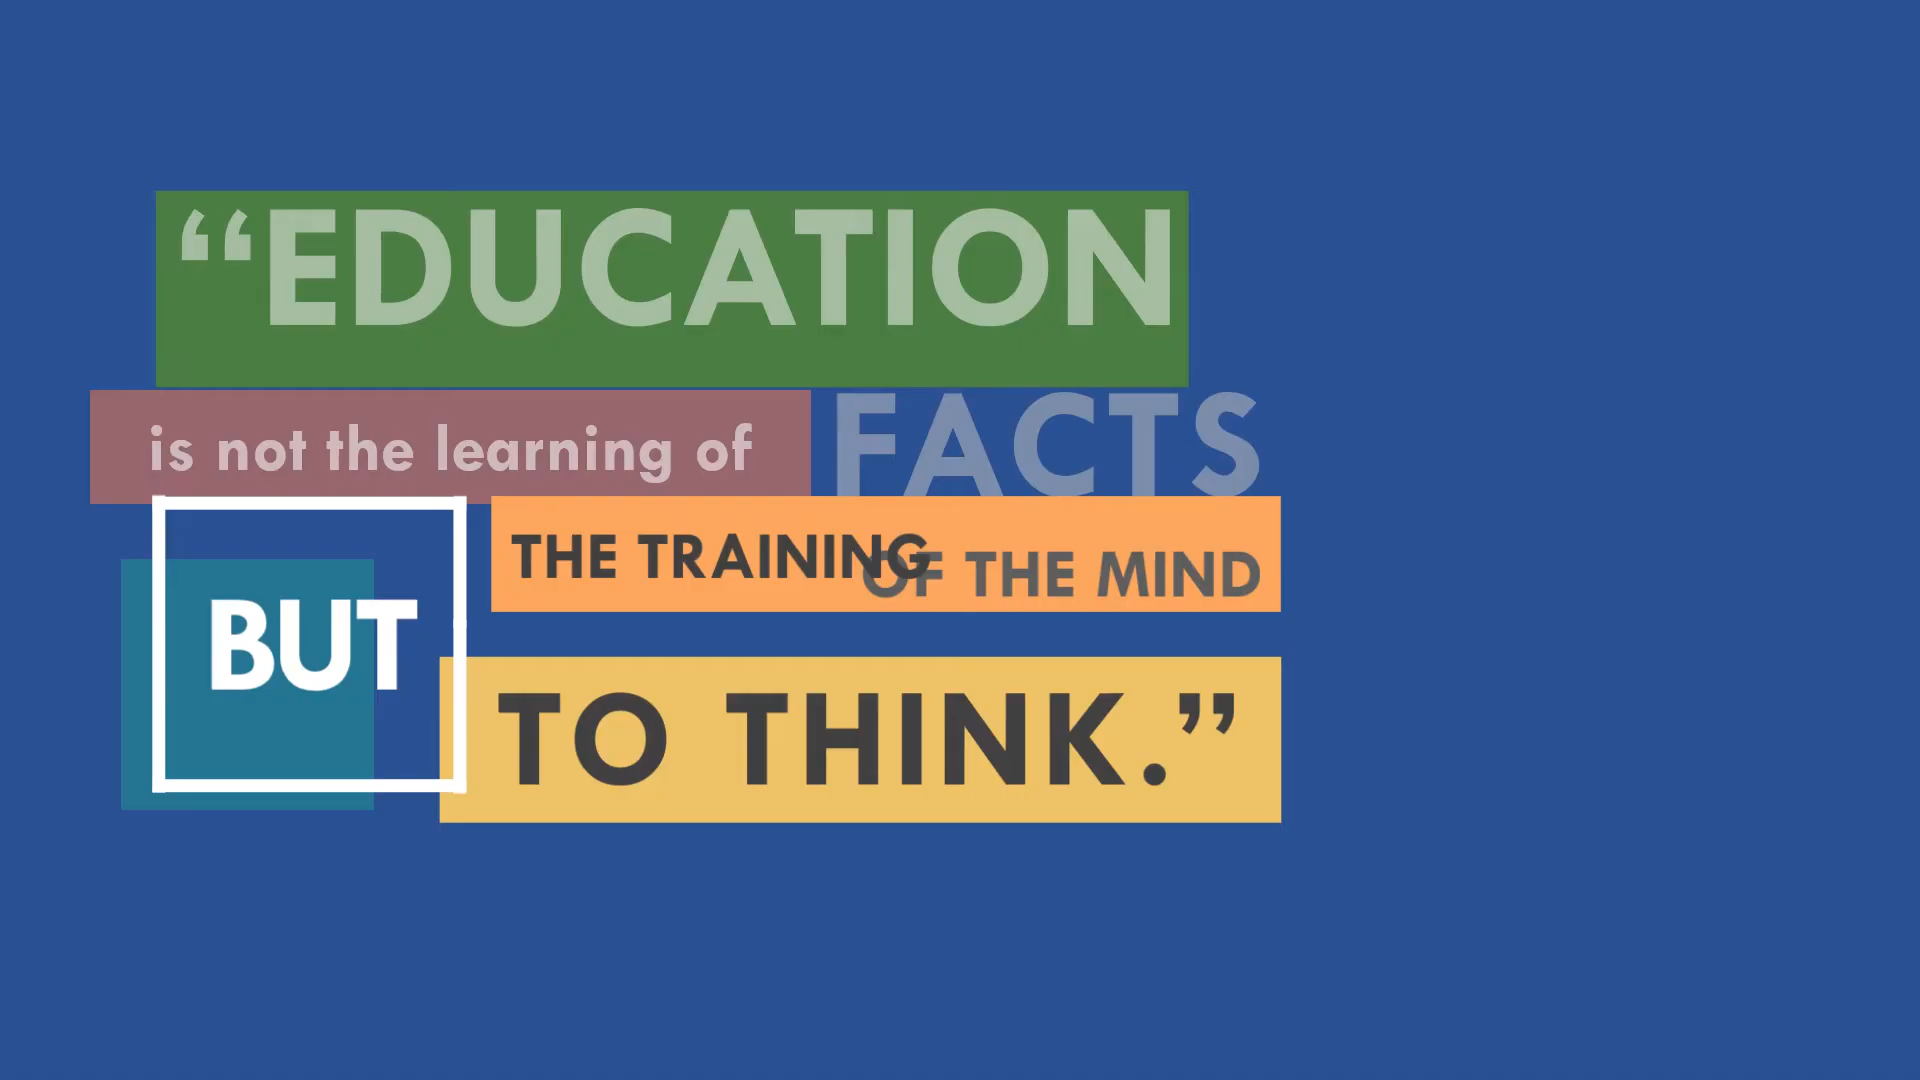 “EDUCATION
is not the learning of FACTS
BUT
THE TRAINING
OF THE MIND
TO THINK.”